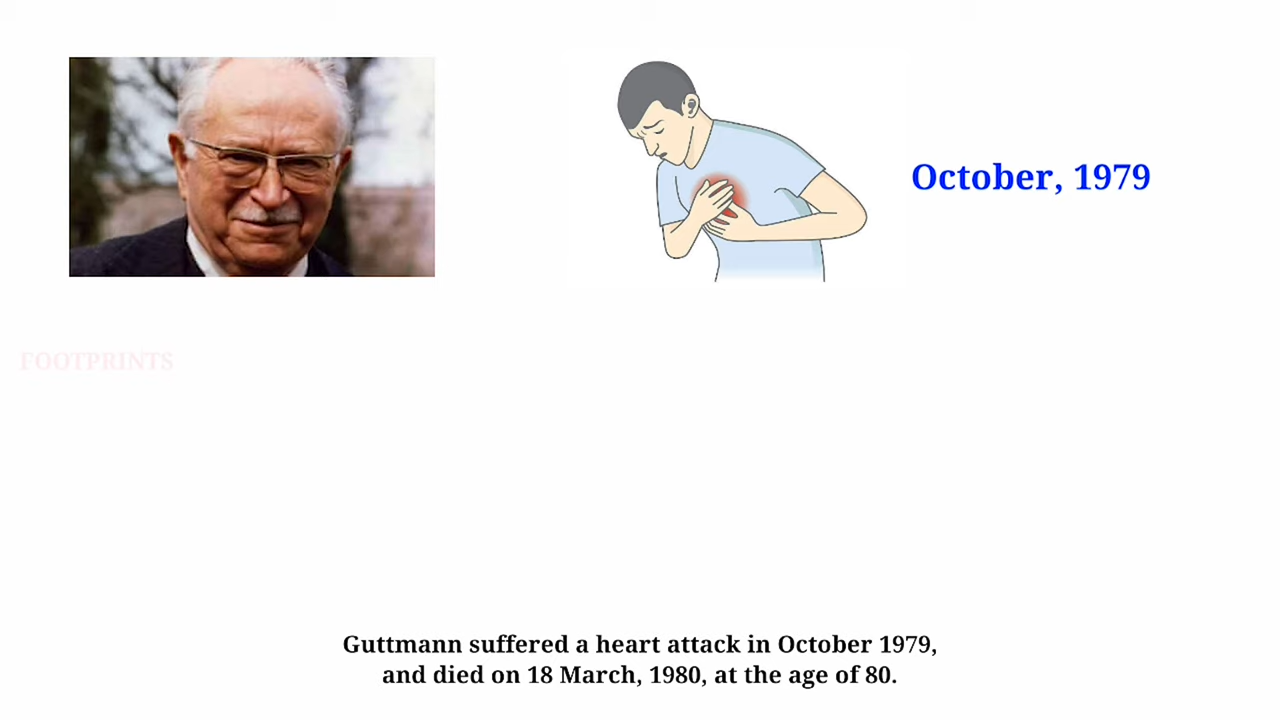 October, 1979
FOOTPRINTS
Guttmann suffered a heart attack in October 1979,
and died on 18 March, 1980, at the age of 80.